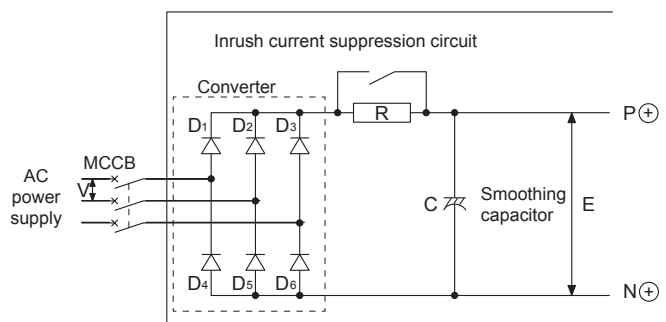 Inrush current suppression circuit
Converter
D1 D2 D3
R
P⊕
MCCB
AC
power
supply
V
C
Smoothing
capacitor
E
D4 D5 D6
N⊕